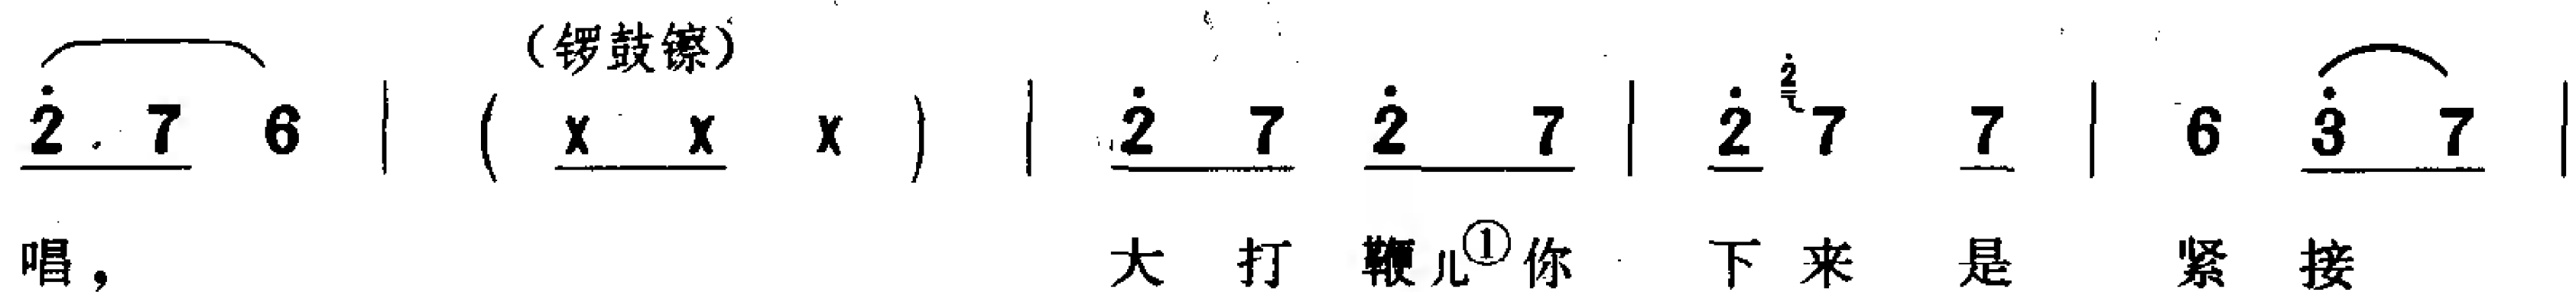 （锣鼓镲）
2̇ . 7 6 | ( X X X ) | 2̇ 7 2̇ 7 | 2̇ 2̇ 7 7 | 6 3̇ 7 |
唱， 大 打 鞭儿① 你 下 来 是 紧 接